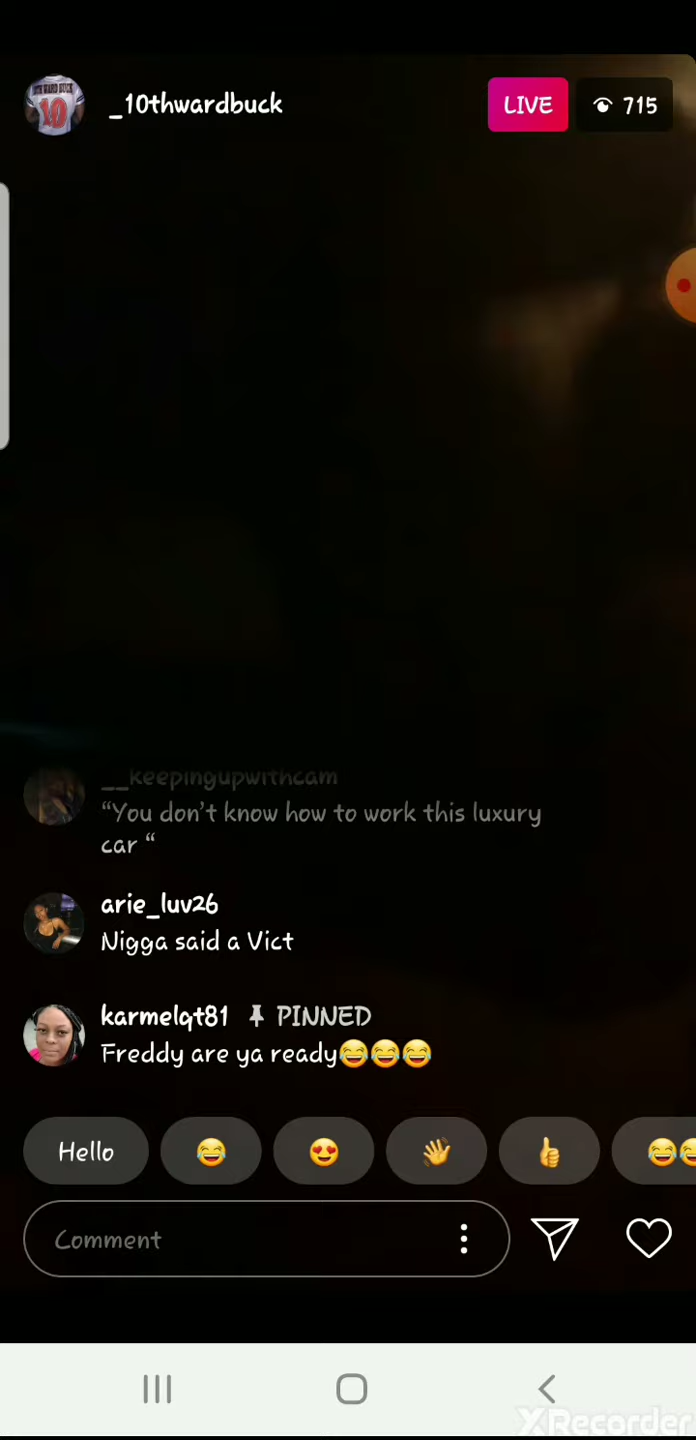 _10thwardbuck
LIVE
715
10
__keepingupwithcam
“You don’t know how to work this luxury
car “
arie_luv26
Nigga said a Vict
karmelqt81 PINNED
Freddy are ya ready😂😂😂
Hello 😂 😍 👋 👍 😂😂
Comment
XRecorder